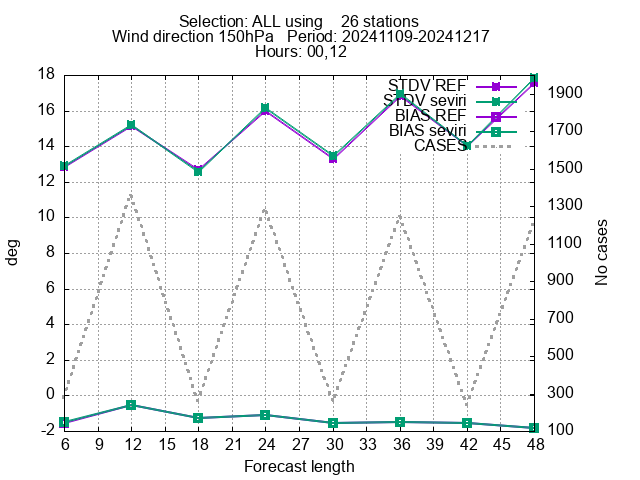 Selection: ALL using    26 stations
Wind direction 150hPa   Period: 20241109-20241217
Hours: 00,12
STDV REF
STDV seviri
BIAS REF
BIAS seviri
CASES
18
16
14
12
10
8
6
4
2
0
-2
deg
1900
1700
1500
1300
1100
900
700
500
300
100
No cases
6 9 12 15 18 21 24 27 30 33 36 39 42 45 48
Forecast length